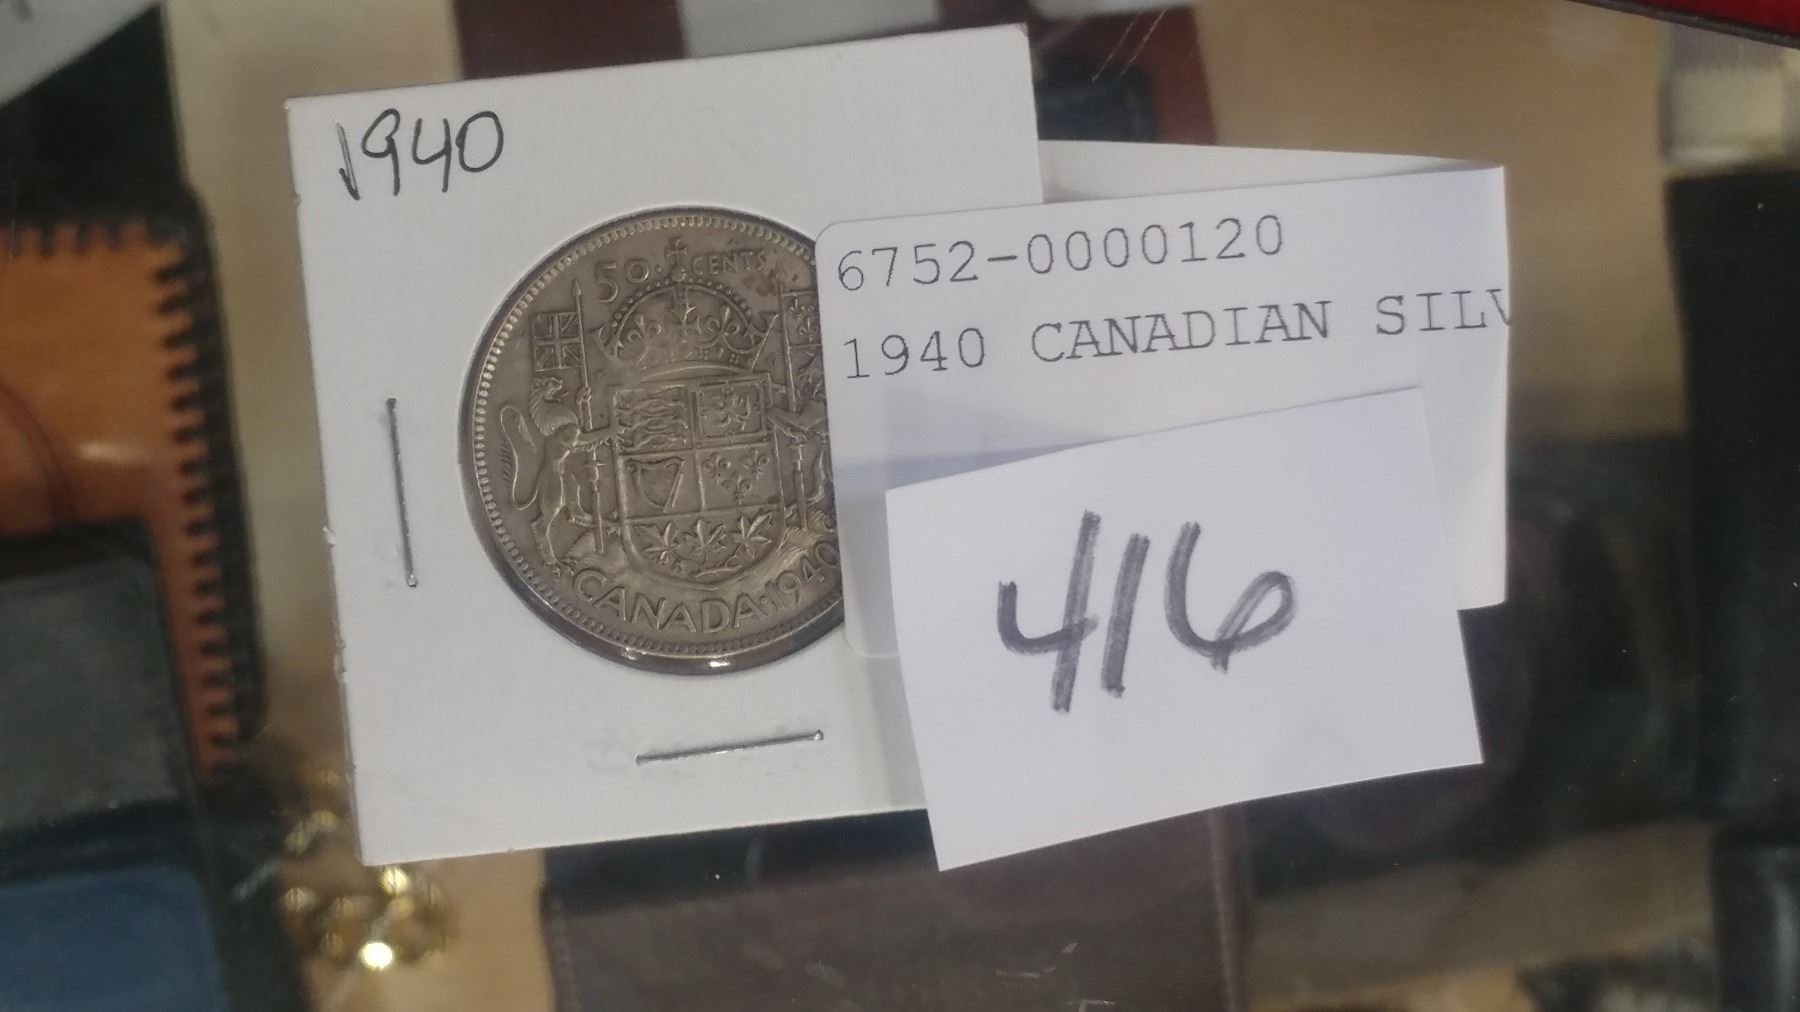 1940
50 CENTS
CANADA·1940
6752-0000120
1940 CANADIAN SILV
416